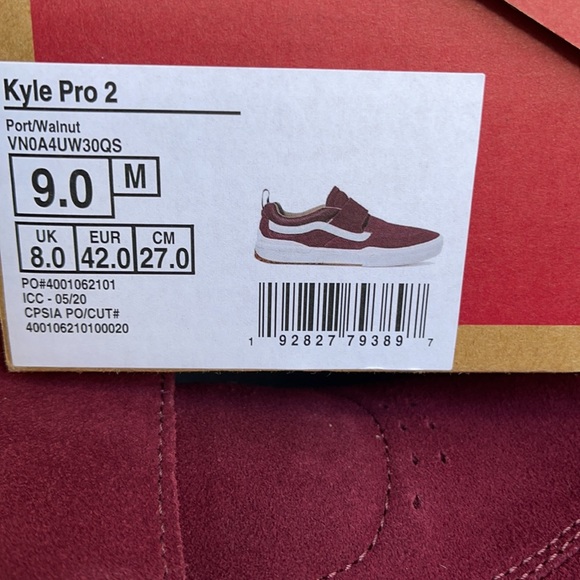 Kyle Pro 2
Port/Walnut
VN0A4UW30QS
9.0 M
UK EUR CM
8.0 42.0 27.0
PO#4001062101
ICC - 05/20
CPSIA PO/CUT#
400106210100020
1 92827 79389 7